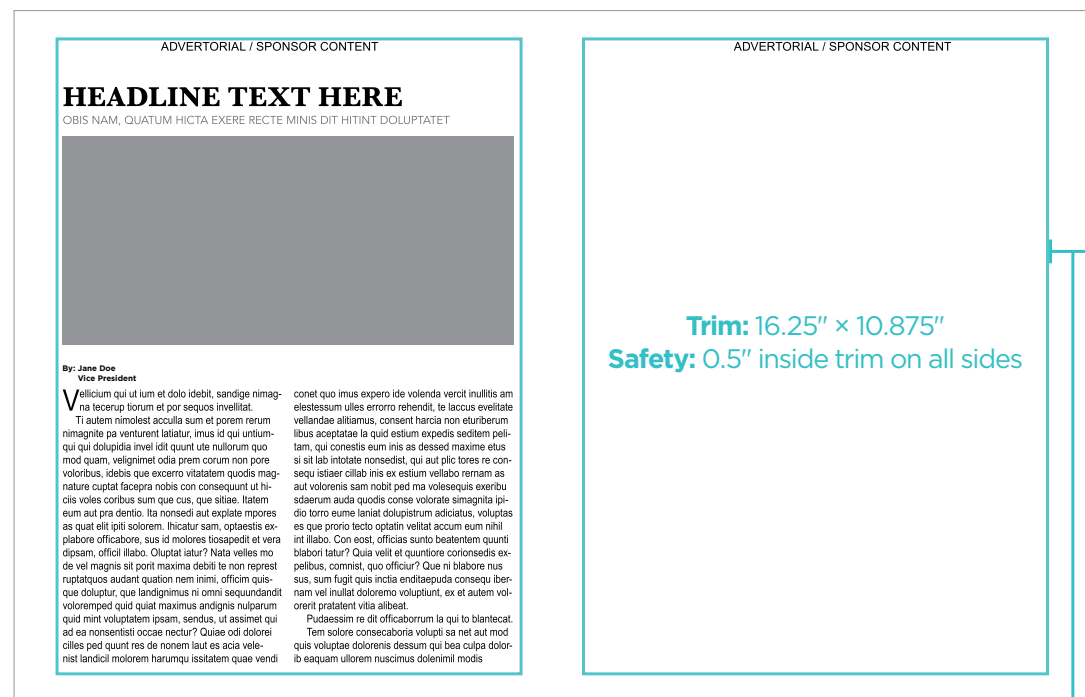 ADVERTORIAL / SPONSOR CONTENT
HEADLINE TEXT HERE
OBIS NAM, QUATUM HICTA EXERE RECTE MINIS DIT HITINT DOLUPTATET
By: Jane Doe
Vice President
Vellicium qui ut ium et dolo idebit, sandige nimag-
na tecerup tiorum et por sequos invellitat.
Ti autem nimolest acculla sum et porem rerum
nimagnite pa venturent latiatur, imus id qui untium-
qui qui dolupidia invel idit quunt ute nullorum quo
mod quam, velignimet odia prem corum non pore
voloribus, idebis que excerro vitatatem quodis mag-
nature cuptat facepra nobis con consequunt ut hi-
ciis voles coribus sum que cus, que sitiae. Itatem
eum aut pra dentio. Ita nonsedi aut explate mpores
as quat elit ipiti solorem. Ihicatur sam, optaestis ex-
plabore officabore, sus id molores tiosapedit et vera
dipsam, officil illabo. Oluptat iatur? Nata velles mo
de vel magnis sit porit maxima debiti te non represt
ruptatquos audant quation nem inimi, officim quis-
que doluptur, que landignimus ni omni sequundandit
voloremped quid quiat maximus andignis nulparum
quid mint voluptatem ipsam, sendus, ut assimet qui
ad ea nonsentisti occae nectur? Quiae odi dolorei
cilles ped qunt res de nonem laut es acia vele-
nist landicil molorem harumqu issitatem quae vendi
conet quo imus expero ide volenda vercit inullitis am
elestessum ulles errorro rehendit, te laccus evelitate
vellandae alitiamus, consent harcia non eturiberum
libus aceptatae la quid estium expedis seditem peli-
tam, qui conestis eum inis as dessed maxime etus
si sit lab intotate nonsedist, qui aut plic tores re con-
sequ istiaer cillab inis ex estium vellabo rernam as
aut volorenis sam nobit ped ma volesequis exeribu
sdaerum auda quodis conse volorate simagnita ipi-
dio torro eume laniat dolupistrum adiciatus, voluptas
es que prorio tecto optatin velitat accum eum nihil
int illabo. Con eost, officias sunto beatentem quunti
blabori tatur? Quia velit et quuntiore corionsedis ex-
pelibus, comnist, quo officiur? Que ni blabore nus
sus, sum fugit quis inctia enditaepuda consequ iber-
nam vel inullat doloremo voluptiunt, ex et autem vol-
orerit pratatent vitia alibeat.
Pudaessim re dit officaborrum la qui to blantecat.
Tem solore consecaboria volupti sa net aut mod
quis voluptae dolorenis dessum qui bea culpa dolor-
ib eaquam ullorem nuscimus dolenimil modis
ADVERTORIAL / SPONSOR CONTENT
Trim: 16.25" × 10.875"
Safety: 0.5" inside trim on all sides